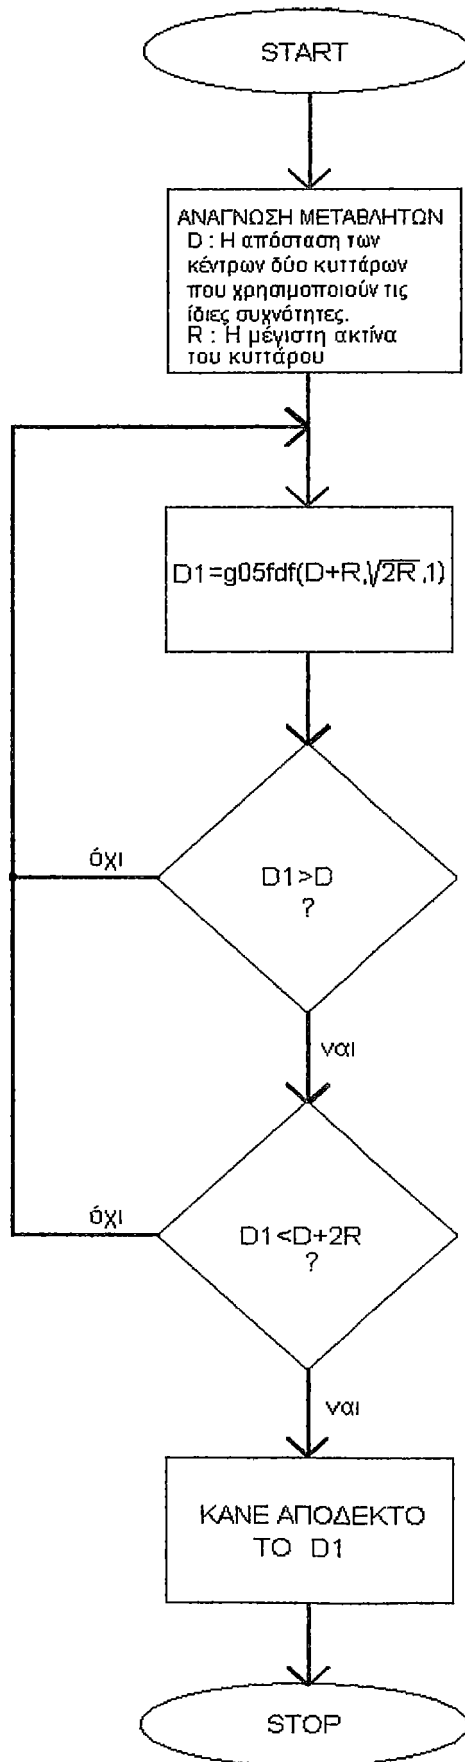 START
ΑΝΑΓΝΩΣΗ ΜΕΤΑΒΛΗΤΩΝ
D : Η απόσταση των
κέντρων δύο κυττάρων
που χρησιμοποιούν τις
ίδιες συχνότητες.
R : Η μέγιστη ακτίνα
του κυττάρου
D1=g05fdf(D+R,√2R,1)
όχι
D1>D
?
ναι
όχι
D1<D+2R
?
ναι
ΚΑΝΕ ΑΠΟΔΕΚΤΟ
ΤΟ D1
STOP